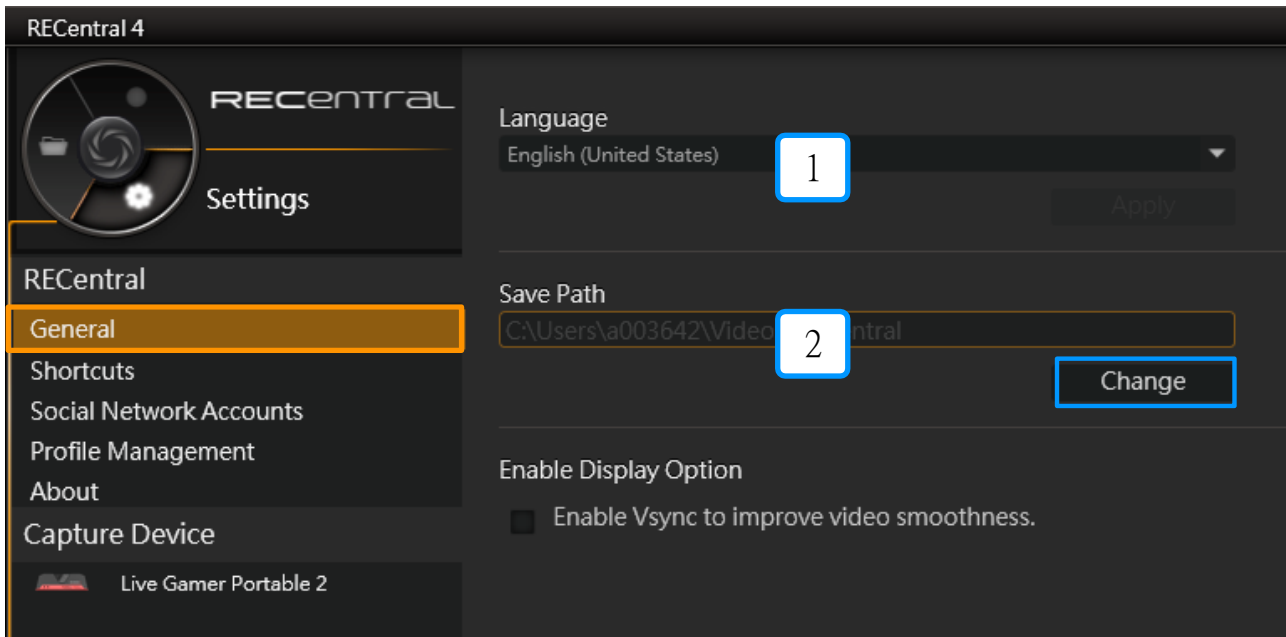 RECentral 4
RECentral
Settings
RECentral
General
Shortcuts
Social Network Accounts
Profile Management
About
Capture Device
Live Gamer Portable 2
Language
English (United States)
1
Apply
Save Path
C:\Users\a003642\Video
2
ntral
Change
Enable Display Option
Enable Vsync to improve video smoothness.